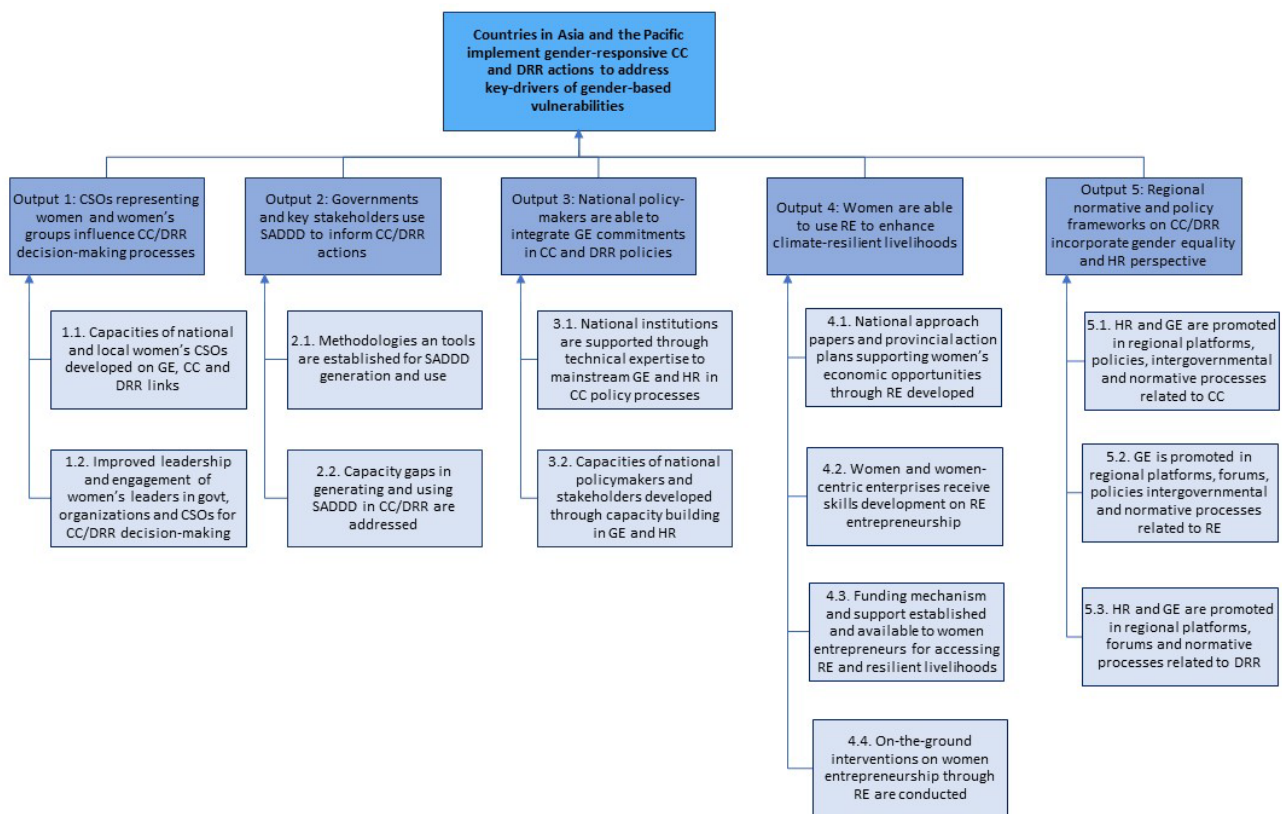 Countries in Asia and the Pacific
implement gender-responsive CC
and DRR actions to address
key-drivers of gender-based
vulnerabilities
Output 1: CSOs representing
women and women's
groups influence CC/DRR
decision-making processes
Output 2: Governments
and key stakeholders use
SADDD to inform CC/DRR
actions
Output 3: National policy-
makers are able to
integrate GE commitments
in CC and DRR policies
Output 4: Women are able
to use RE to enhance
climate-resilient livelihoods
Output 5: Regional
normative and policy
frameworks on CC/DRR
incorporate gender equality
and HR perspective
1.1. Capacities of national
and local women's CSOs
developed on GE, CC and
DRR links
1.2. Improved leadership
and engagement of
women's leaders in govt,
organizations and CSOs for
CC/DRR decision-making
2.1. Methodologies an tools
are established for SADDD
generation and use
2.2. Capacity gaps in
generating and using
SADDD in CC/DRR are
addressed
3.1. National institutions
are supported through
technical expertise to
mainstream GE and HR in
CC policy processes
3.2. Capacities of national
policymakers and
stakeholders developed
through capacity building
in GE and HR
4.1. National approach
papers and provincial action
plans supporting women's
economic opportunities
through RE developed
4.2. Women and women-
centric enterprises receive
skills development on RE
entrepreneurship
4.3. Funding mechanism
and support established
and available to women
entrepreneurs for accessing
RE and resilient livelihoods
4.4. On-the-ground
interventions on women
entrepreneurship through
RE are conducted
5.1. HR and GE are promoted
in regional platforms,
policies, intergovernmental
and normative processes
related to CC
5.2. GE is promoted in
regional platforms, forums,
policies intergovernmental
and normative processes
related to RE
5.3. HR and GE are promoted
in regional platforms,
forums and normative
processes related to DRR